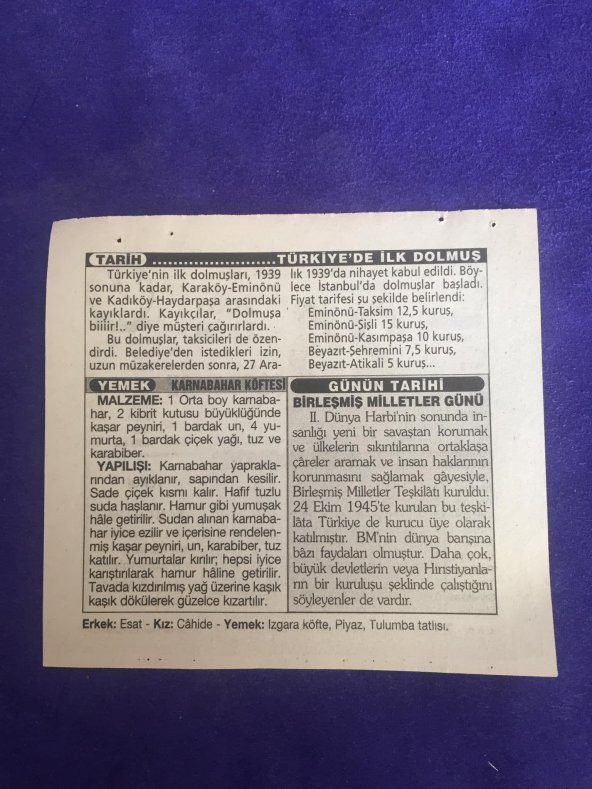 TARİH ........................TÜRKİYE'DE İLK DOLMUŞ
Türkiye'nin ilk dolmuşları, 1939
sonuna kadar, Karaköy-Eminönü
ve Kadıköy-Haydarpaşa arasındaki
kayıklardı. Kayıkçılar, "Dolmuşa
biiiir!.." diye müşteri çağırırlardı.
Bu dolmuşlar, taksicileri de özen-
dirdi. Belediye'den istedikleri izin,
uzun müzakerelerden sonra, 27 Ara-
lık 1939'da nihayet kabul edildi. Böy-
lece İstanbul'da dolmuşlar başladı.
Fiyat tarifesi şu şekilde belirlendi:
Eminönü-Taksim 12,5 kuruş,
Eminönü-Şişli 15 kuruş,
Eminönü-Kasımpaşa 10 kuruş,
Beyazıt-Şehremini 7,5 kuruş,
Beyazıt-Atikali 5 kuruş...
YEMEK KARNABAHAR KÖFTESİ
MALZEME: 1 Orta boy karnaba-
har, 2 kibrit kutusu büyüklüğünde
kaşar peyniri, 1 bardak un, 4 yu-
murta, 1 bardak çiçek yağı, tuz ve
karabiber.
YAPILIŞI: Karnabahar yaprakla-
rından ayıklanır, sapından kesilir.
Sade çiçek kısmı kalır. Hafif tuzlu
suda haşlanır. Hamur gibi yumuşak
hâle getirilir. Sudan alınan karnaba-
har iyice ezilir ve içerisine rendelen-
miş kaşar peyniri, un, karabiber, tuz
katılır. Yumurtalar kırılır; hepsi iyice
karıştırılarak hamur hâline getirilir.
Tavada kızdırılmış yağ üzerine kaşık
kaşık dökülerek güzelce kızartılır.
GÜNÜN TARİHİ
BİRLEŞMİŞ MİLLETLER GÜNÜ
II. Dünya Harbi'nin sonunda in-
sanlığı yeni bir savaştan korumak
ve ülkelerin sıkıntılarına ortaklaşa
çâreler aramak ve insan haklarının
korunmasını sağlamak gâyesiyle,
Birleşmiş Milletler Teşkilâtı kuruldu.
24 Ekim 1945'te kurulan bu teşki-
lâta Türkiye de kurucu üye olarak
katılmıştır. BM'nin dünya barışına
bâzı faydaları olmuştur. Daha çok,
büyük devletlerin veya Hıristiyanla-
rın bir kuruluşu şeklinde çalıştığını
söyleyenler de vardır.
Erkek: Esat - Kız: Câhide - Yemek: Izgara köfte, Piyaz, Tulumba tatlısı.